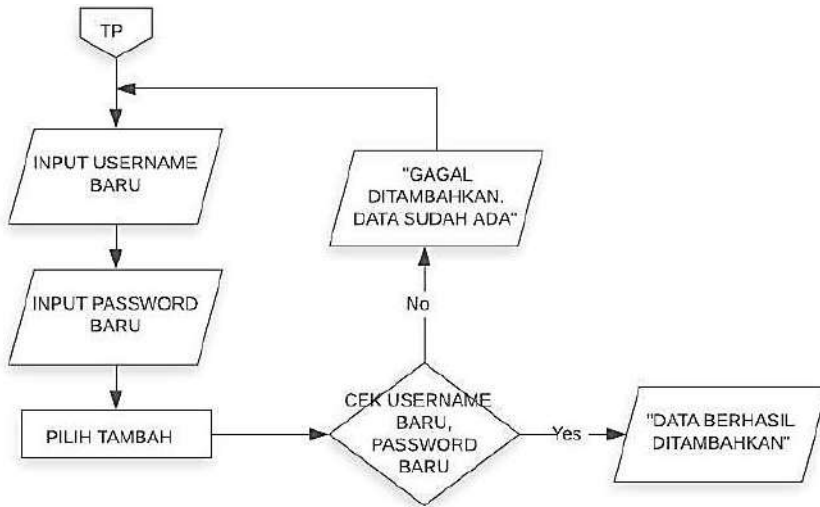 TP
INPUT USERNAME
BARU
"GAGAL
DITAMBAHKAN.
DATA SUDAH ADA"
INPUT PASSWORD
BARU
No
CEK USERNAME
BARU,
PASSWORD
BARU
PILIH TAMBAH
Yes
"DATA BERHASIL
DITAMBAHKAN"